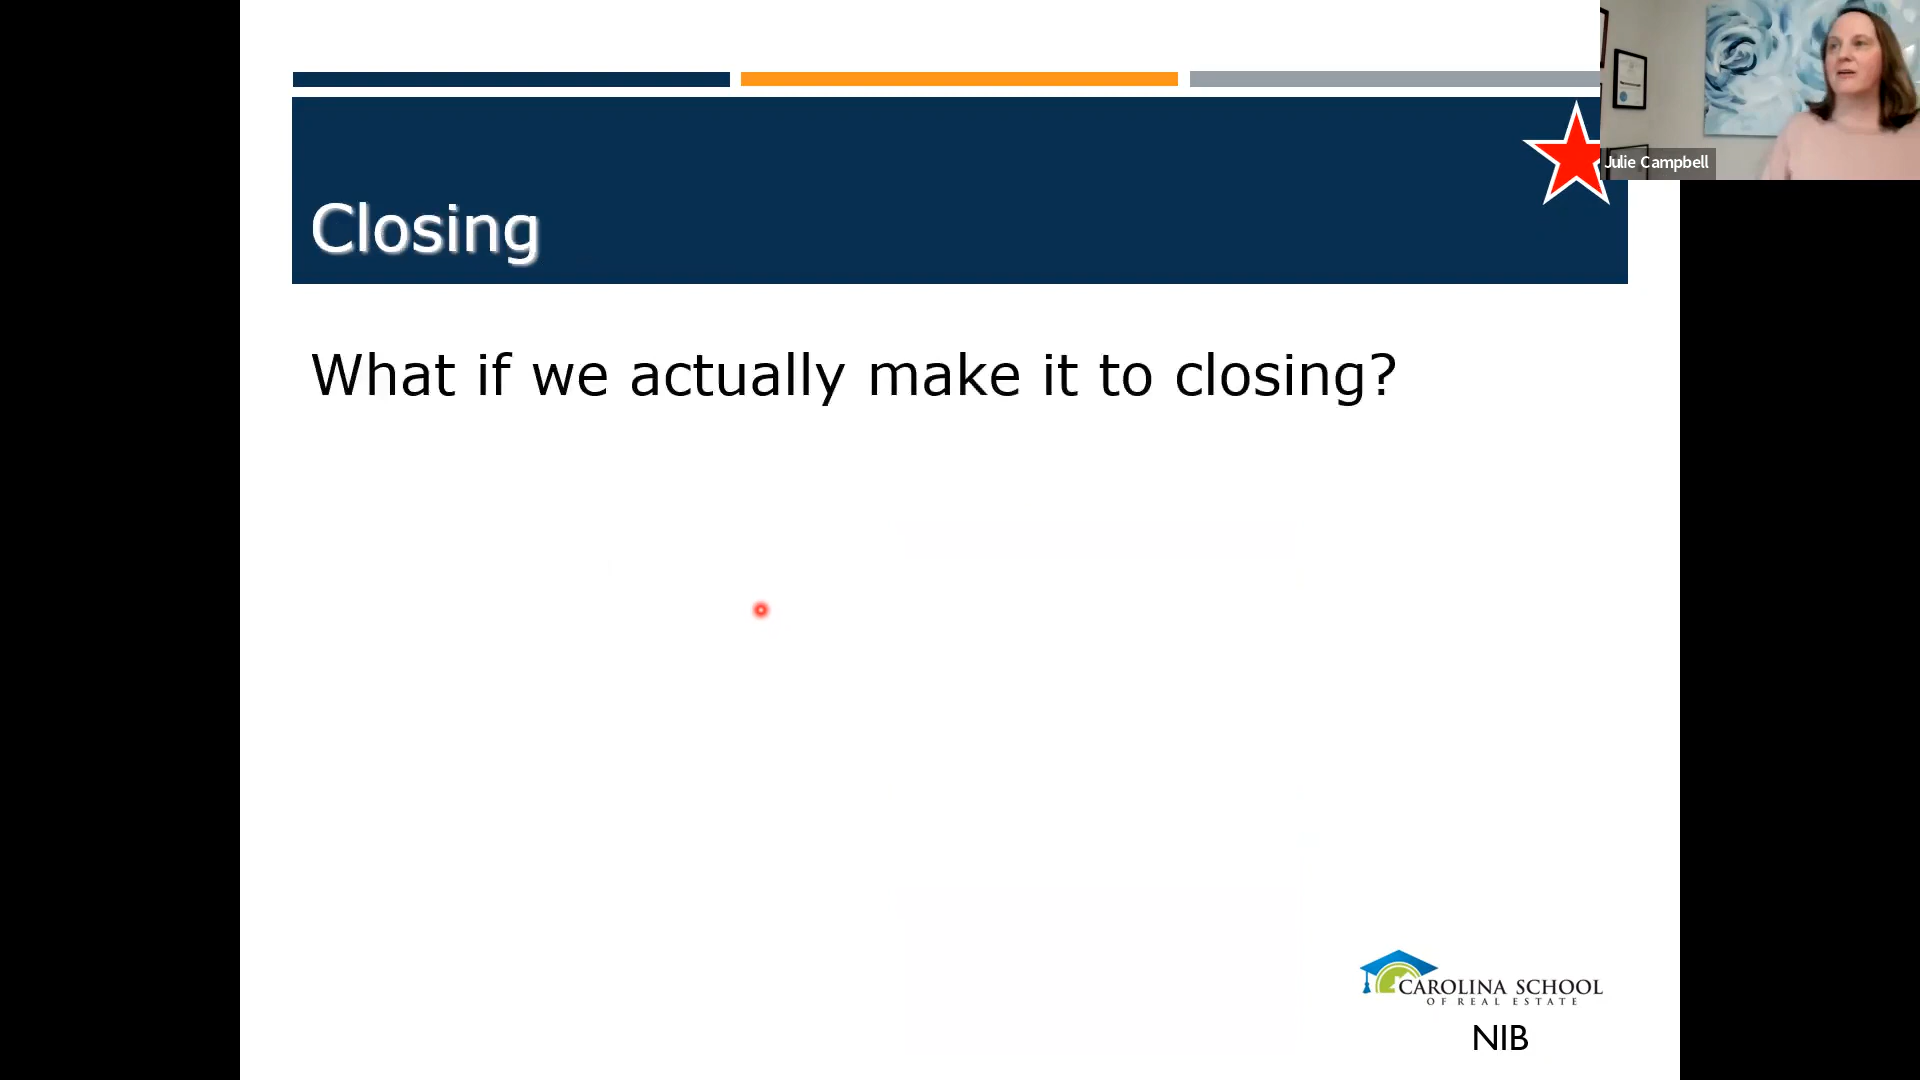 Julie Campbell
Closing
What if we actually make it to closing?
CAROLINA SCHOOL
OF REAL ESTATE
NIB